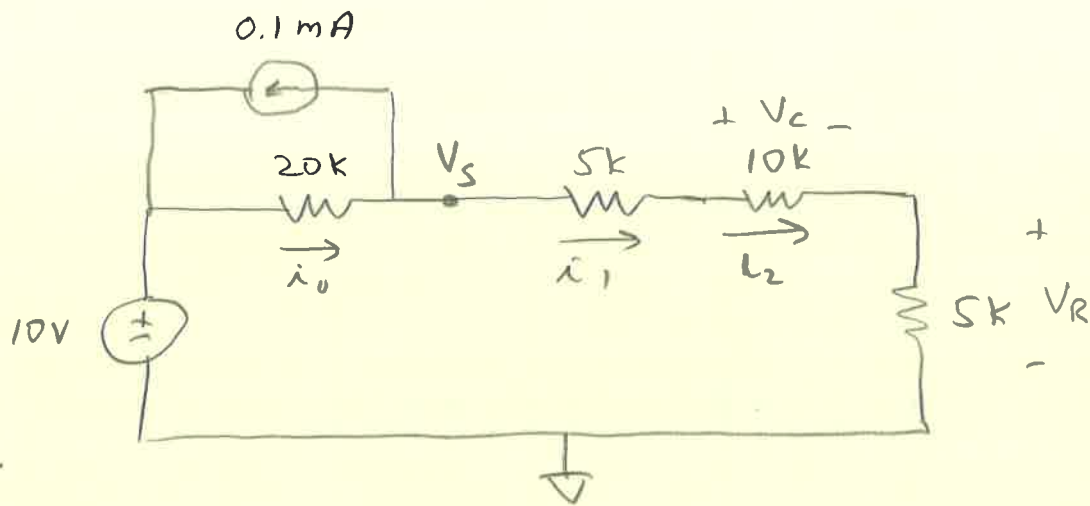 0.1 mA
+ Vc -
20k Vs 5k 10k
i0 i1 i2
10V + - 5k + VR -